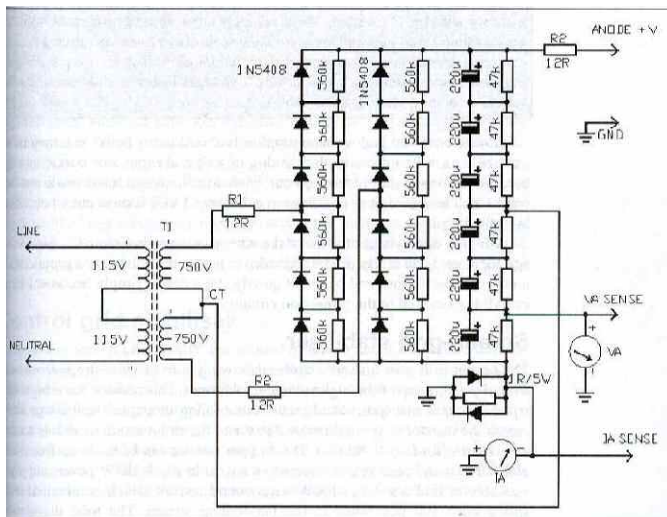 R2
ANODE +V
12R
1N5408
560k
1N5408
560k
220u
47k
560k
560k
220u
47k
GND
560k
560k
220u
47k
R1
12R
560k
560k
220u
47k
LINE
T1
115V
750V
560k
560k
220u
47k
CT
VA SENSE
115V
750V
560k
560k
220u
47k
+
VA
NEUTRAL
-
R2
12R
1R/5W
+
-
IA SENSE
IA